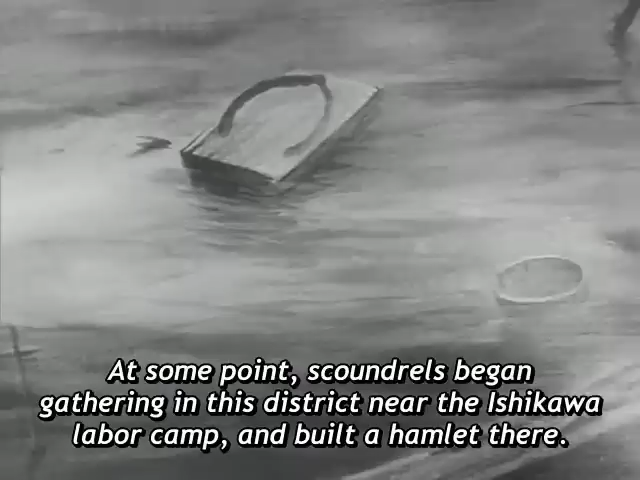 At some point, scoundrels began
gathering in this district near the Ishikawa
labor camp, and built a hamlet there.